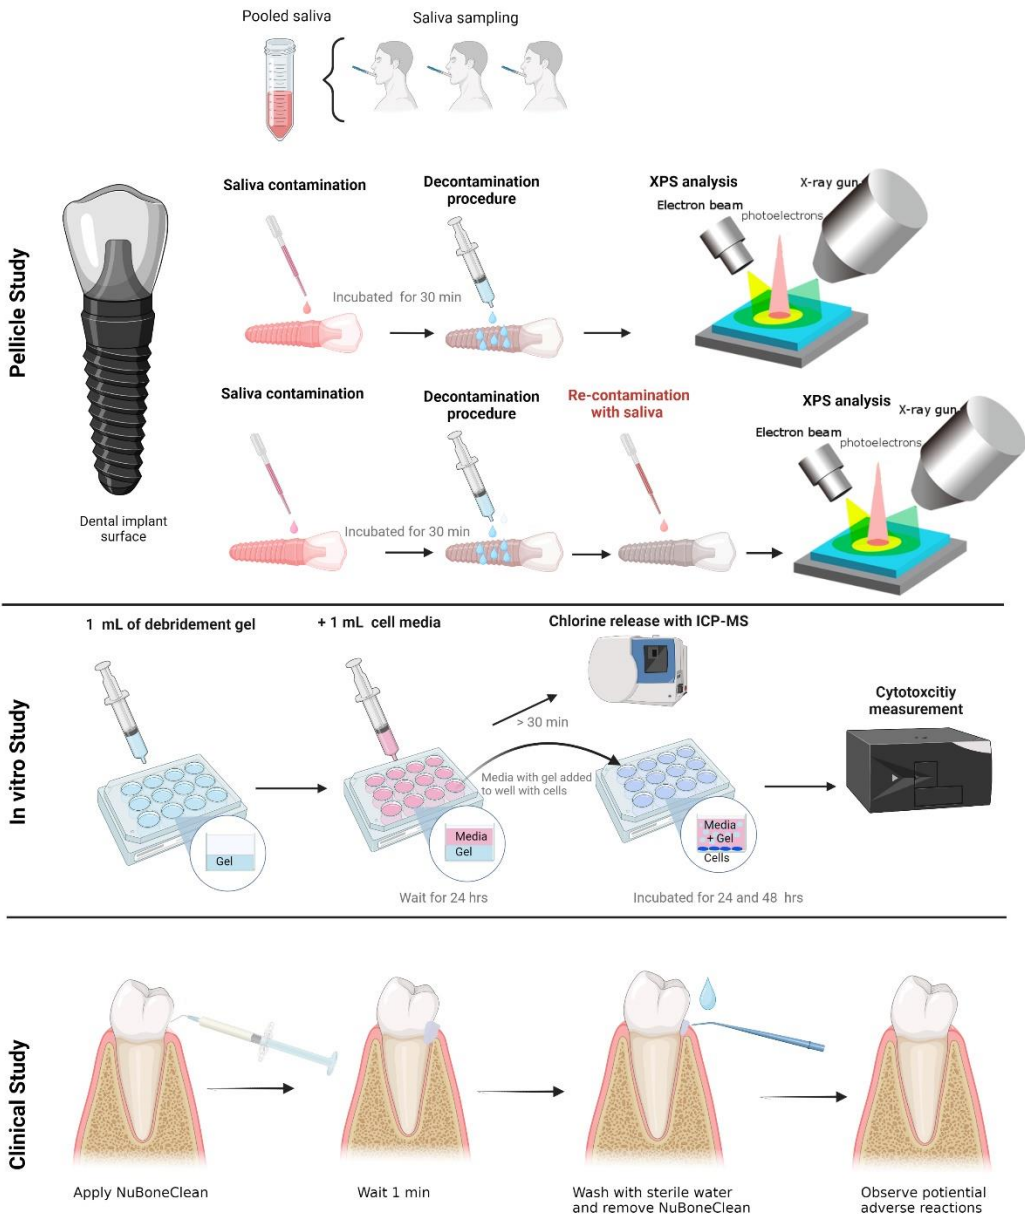 Pooled saliva
Saliva sampling
Pellicle Study
Dental implant
surface
Saliva contamination
Decontamination
procedure
XPS analysis
X-ray gun
Electron beam
photoelectrons
Incubated for 30 min
Saliva contamination
Decontamination
procedure
Re-contamination
with saliva
XPS analysis
X-ray gun
Electron beam
photoelectrons
Incubated for 30 min
In vitro Study
1 mL of debridement gel
+ 1 mL cell media
Chlorine release with ICP-MS
Cytotoxcitiy
measurement
> 30 min
Media with gel added
to well with cells
Gel
Media
Gel
Media
+ Gel
Cells
Wait for 24 hrs
Incubated for 24 and 48 hrs
Clinical Study
Apply NuBoneClean
Wait 1 min
Wash with sterile water
and remove NuBoneClean
Observe potiential
adverse reactions